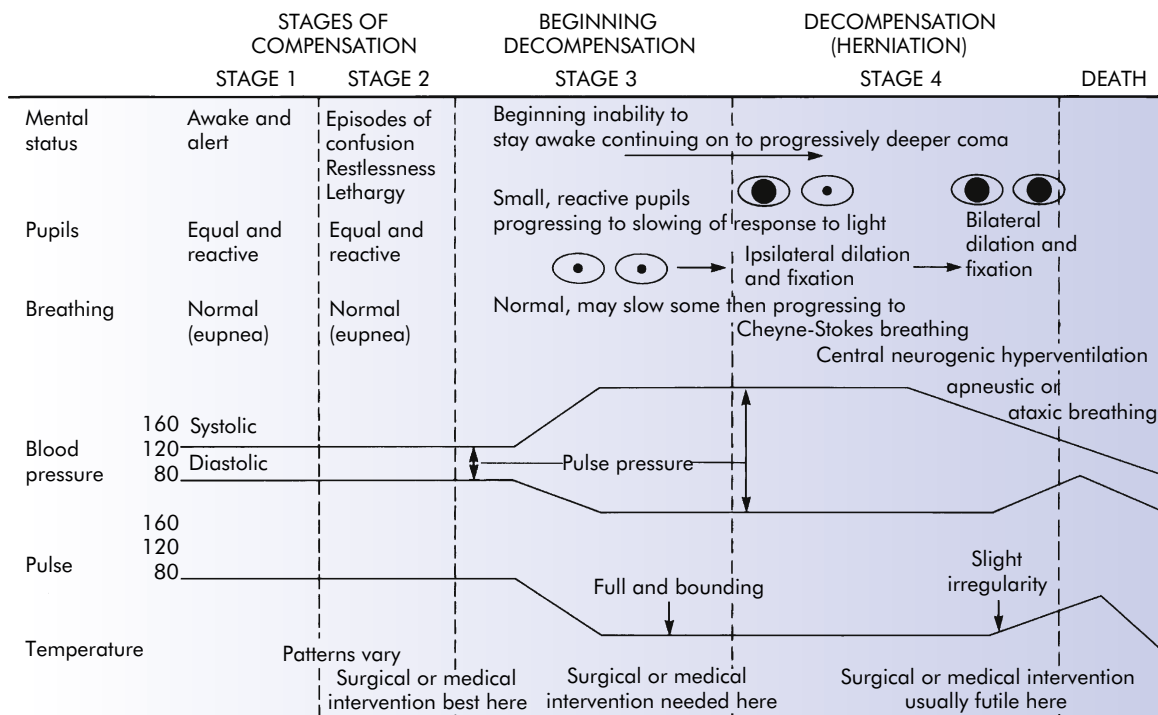 STAGES OF
COMPENSATION
BEGINNING
DECOMPENSATION
DECOMPENSATION
(HERNIATION)
STAGE 1
STAGE 2
STAGE 3
STAGE 4
DEATH
Mental
status
Awake and
alert
Episodes of
confusion
Restlessness
Lethargy
Beginning inability to
stay awake continuing on to progressively deeper coma
Pupils
Equal and
reactive
Equal and
reactive
Small, reactive pupils
progressing to slowing of response to light
Ipsilateral dilation
and fixation
Bilateral
dilation and
fixation
Breathing
Normal
(eupnea)
Normal
(eupnea)
Normal, may slow some then progressing to
Cheyne-Stokes breathing
Central neurogenic hyperventilation
apneustic or
ataxic breathing
Blood
pressure
160
120
80
Systolic
Diastolic
Pulse pressure
Pulse
160
120
80
Full and bounding
Slight
irregularity
Temperature
Patterns vary
Surgical or medical
intervention best here
Surgical or medical
intervention needed here
Surgical or medical intervention
usually futile here